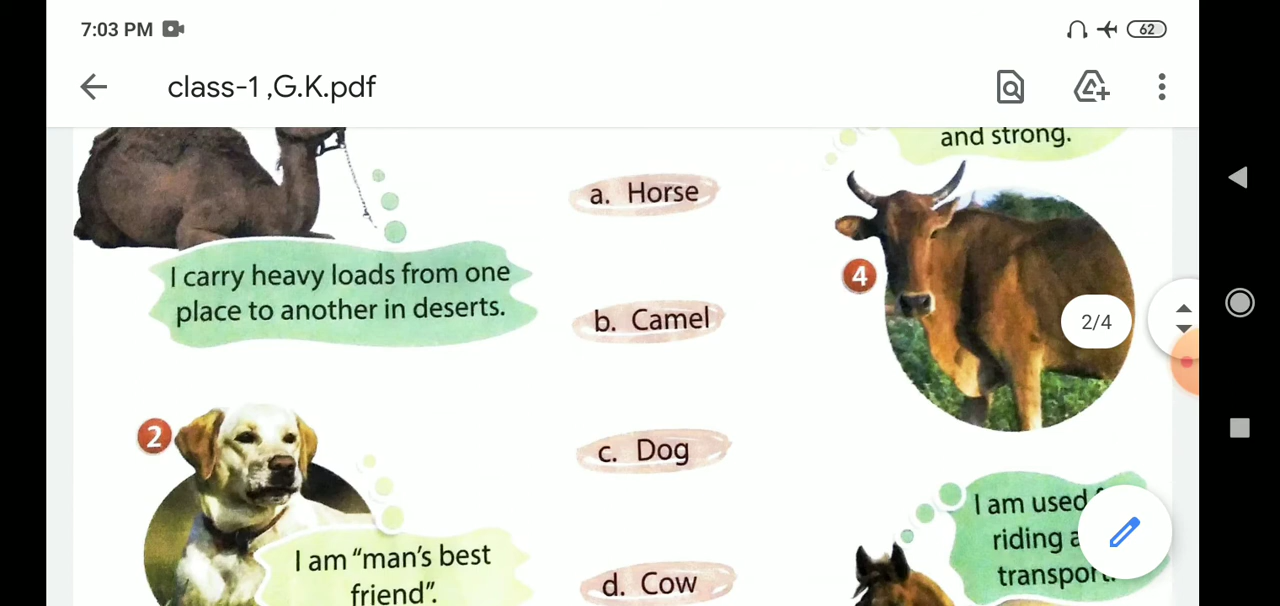 7:03 PM
62
class-1 ,G.K.pdf
and strong.
a. Horse
4
I carry heavy loads from one
place to another in deserts.
b. Camel
2/4
2
c. Dog
I am used
riding
transport.
I am “man’s best
friend”.
d. Cow